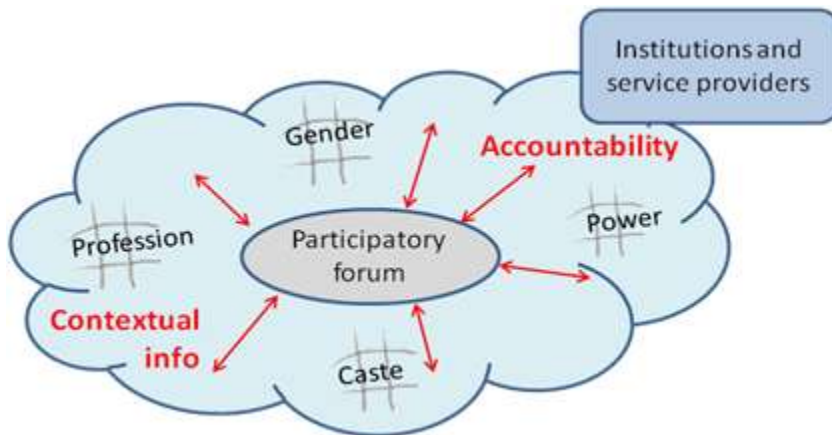 Institutions and
service providers
Gender
Accountability
Profession
Participatory
forum
Power
Contextual
info
Caste